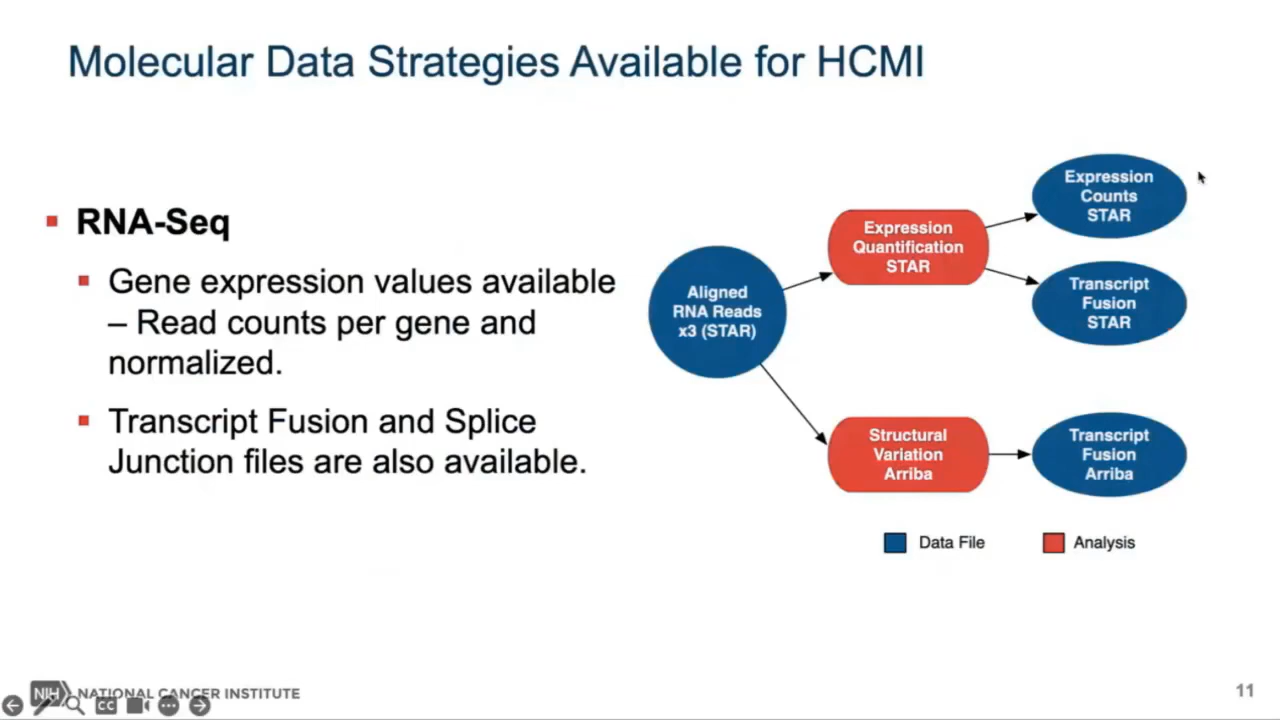 Molecular Data Strategies Available for HCMI
▪ RNA-Seq
▪ Gene expression values available
– Read counts per gene and
normalized.
▪ Transcript Fusion and Splice
Junction files are also available.
Aligned
RNA Reads
x3 (STAR)
Expression
Quantification
STAR
Expression
Counts
STAR
Transcript
Fusion
STAR
Structural
Variation
Arriba
Transcript
Fusion
Arriba
Data File
Analysis
NIH NATIONAL CANCER INSTITUTE
CC
11